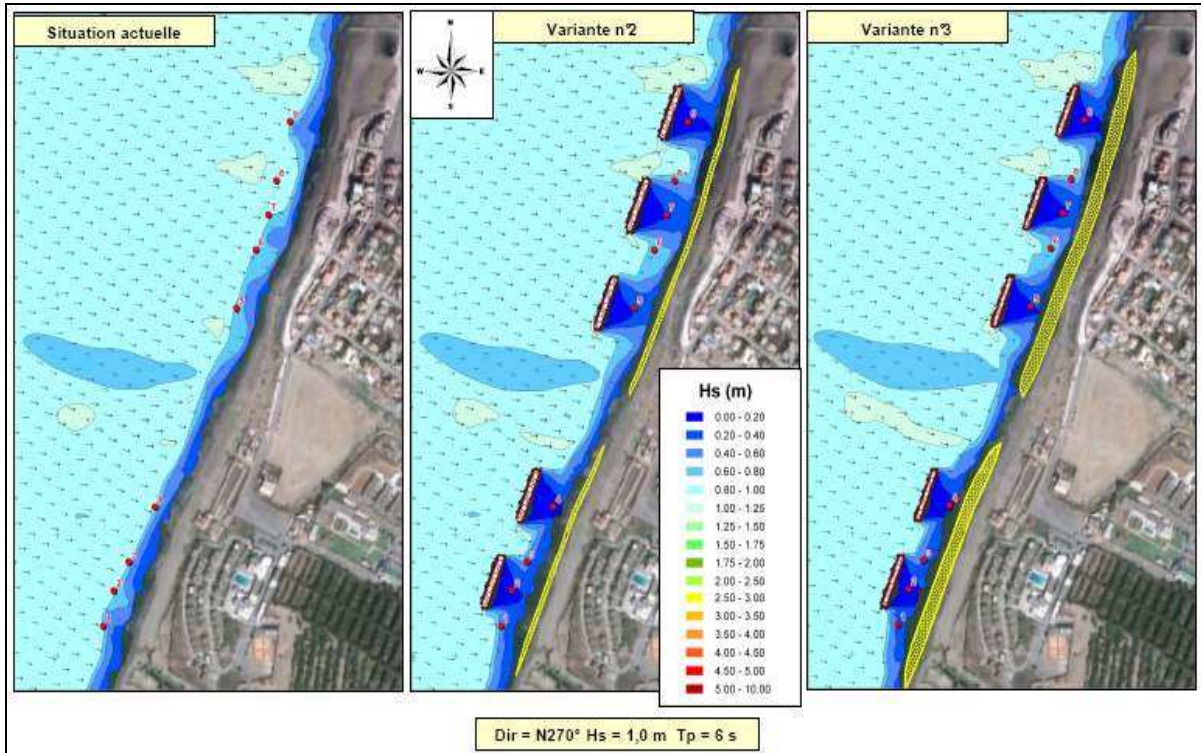 Situation actuelle
Variante n°2
Variante n°3
N
W E
S
Hs (m)
0.00 - 0.20
0.20 - 0.40
0.40 - 0.60
0.60 - 0.80
0.80 - 1.00
1.00 - 1.25
1.25 - 1.50
1.50 - 1.75
1.75 - 2.00
2.00 - 2.50
2.50 - 3.00
3.00 - 3.50
3.50 - 4.00
4.00 - 4.50
4.50 - 5.00
5.00 - 10.00
Dir = N270° Hs = 1,0 m Tp = 6 s